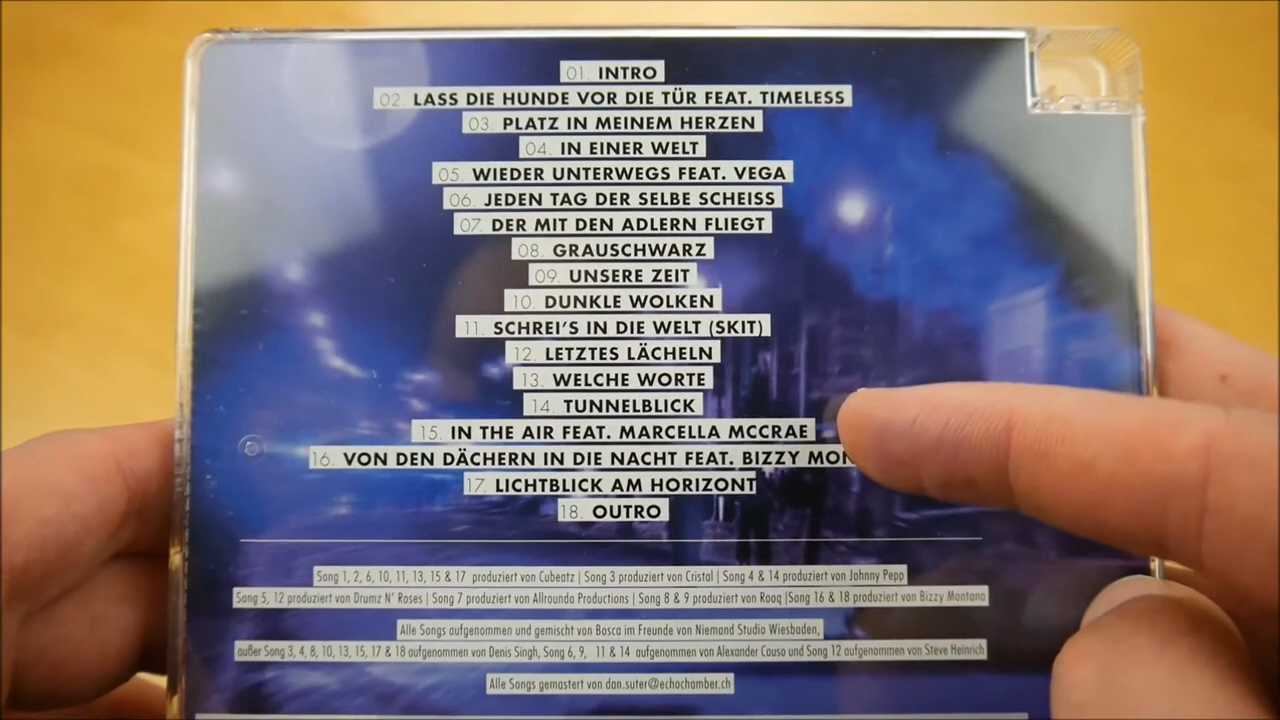 01. INTRO
02. LASS DIE HUNDE VOR DIE TÜR FEAT. TIMELESS
03. PLATZ IN MEINEM HERZEN
04. IN EINER WELT
05. WIEDER UNTERWEGS FEAT. VEGA
06. JEDEN TAG DER SELBE SCHEISS
07. DER MIT DEN ADLERN FLIEGT
08. GRAUSCHWARZ
09. UNSERE ZEIT
10. DUNKLE WOLKEN
11. SCHREI'S IN DIE WELT (SKIT)
12. LETZTES LÄCHELN
13. WELCHE WORTE
14. TUNNELBLICK
15. IN THE AIR FEAT. MARCELLA MCCRAE
16. VON DEN DÄCHERN IN DIE NACHT FEAT. BIZZY
17. LICHTBLICK AM HORIZONT
18. OUTRO
Song 1, 2, 6, 10, 11, 13, 15 & 17 produziert von Cubeatz | Song 3 produziert von Cristal | Song 4 & 14 produziert von Johnny Pepp
Song 5, 12 produziert von Drumz N' Roses | Song 7 produziert von Allrounda Productions | Song 8 & 9 produziert von Rooq |Song 16 & 18 produziert von Bizzy Montana
Alle Songs aufgenommen und gemischt von Bosca im Freunde von Niemand Studio Wiesbaden,
außer Song 3, 4, 8, 10, 13, 15, 17 & 18 aufgenommen von Denis Singh, Song 6, 9, 11 & 14 aufgenommen von Alexander Causo und Song 12 aufgenommen von Steve Heinrich
Alle Songs gemastert von dan.suter@echochamber.ch